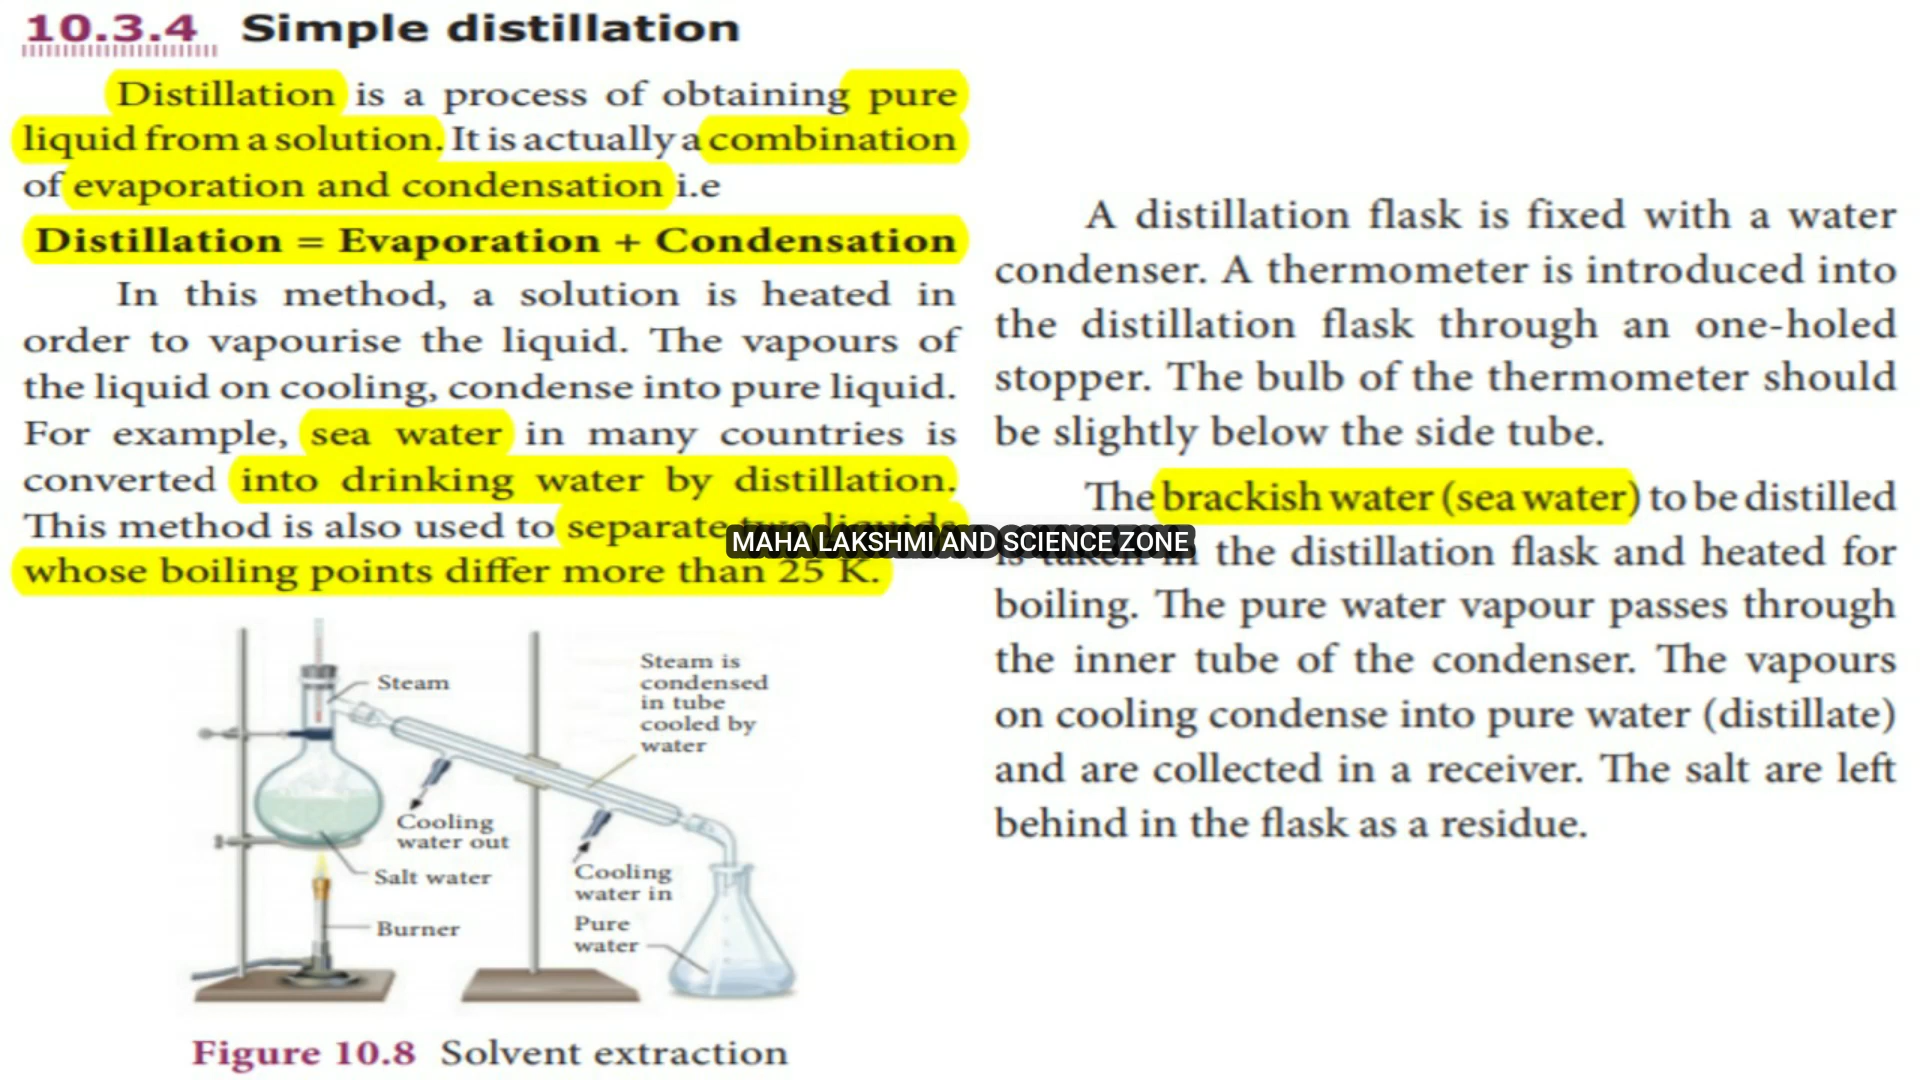 10.3.4 Simple distillation
Distillation is a process of obtaining pure
liquid from a solution. It is actually a combination
of evaporation and condensation i.e
Distillation = Evaporation + Condensation
In this method, a solution is heated in
order to vapourise the liquid. The vapours of
the liquid on cooling, condense into pure liquid.
For example, sea water in many countries is
converted into drinking water by distillation.
This method is also used to separate two liquids
whose boiling points differ more than 25 K.
Steam
Steam is
condensed
in tube
cooled by
water
Cooling
water out
Salt water
Cooling
water in
Burner
Pure
water
Figure 10.8 Solvent extraction
A distillation flask is fixed with a water
condenser. A thermometer is introduced into
the distillation flask through an one-holed
stopper. The bulb of the thermometer should
be slightly below the side tube.
The brackish water (sea water) to be distilled
is taken in the distillation flask and heated for
boiling. The pure water vapour passes through
the inner tube of the condenser. The vapours
on cooling condense into pure water (distillate)
and are collected in a receiver. The salt are left
behind in the flask as a residue.
MAHA LAKSHMI AND SCIENCE ZONE